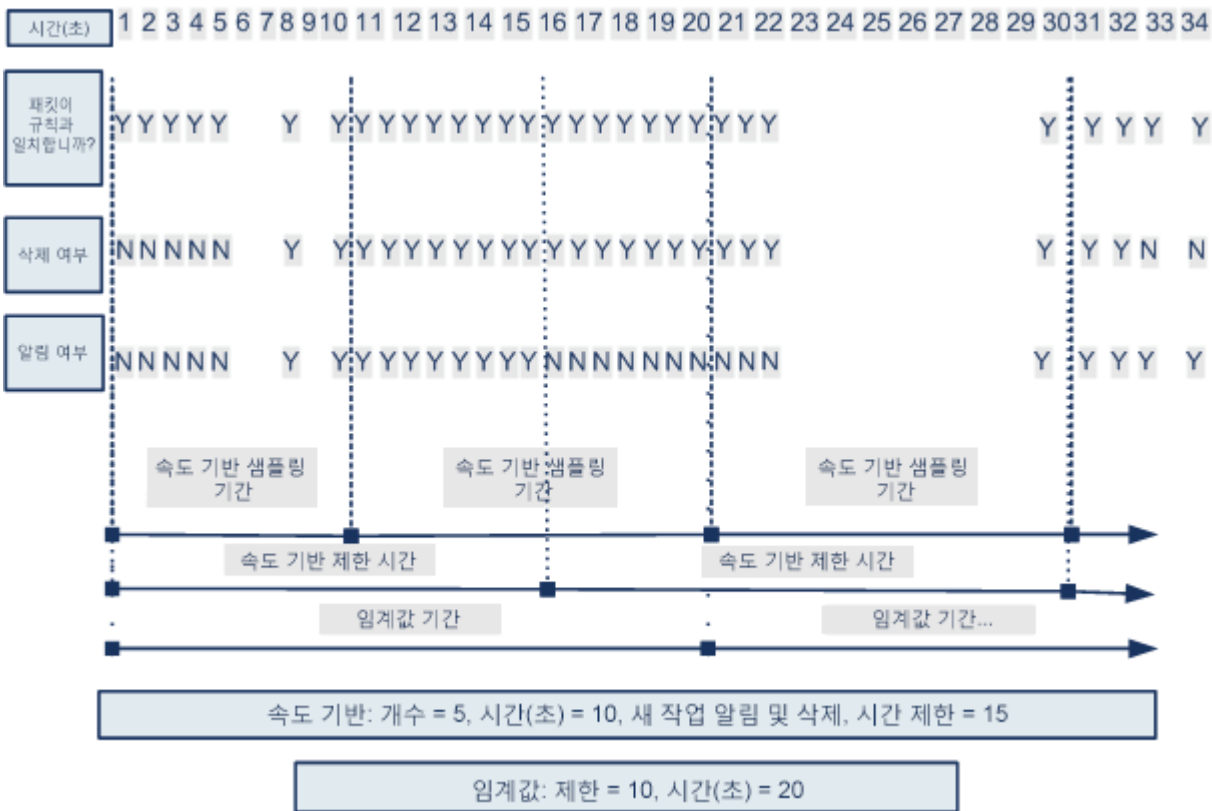 시간(초) 1 2 3 4 5 6 7 8 9 10 11 12 13 14 15 16 17 18 19 20 21 22 23 24 25 26 27 28 29 30 31 32 33 34
패킷이
규칙과
일치합니까?
Y Y Y Y Y Y Y Y Y Y Y Y Y Y Y Y Y Y Y Y Y Y Y Y Y Y Y Y Y Y
삭제 여부 N N N N N Y Y Y Y Y Y Y Y Y Y Y Y Y Y Y Y Y Y Y Y Y Y Y N N
알림 여부 N N N N N Y Y Y Y Y Y Y Y Y Y N N N N N N N N N N Y Y Y Y Y
속도 기반 샘플링
기간
속도 기반 샘플링
기간
속도 기반 샘플링
기간
속도 기반 제한 시간
속도 기반 제한 시간
임계값 기간
임계값 기간...
속도 기반: 개수 = 5, 시간(초) = 10, 새 작업 알림 및 삭제, 시간 제한 = 15
임계값: 제한 = 10, 시간(초) = 20